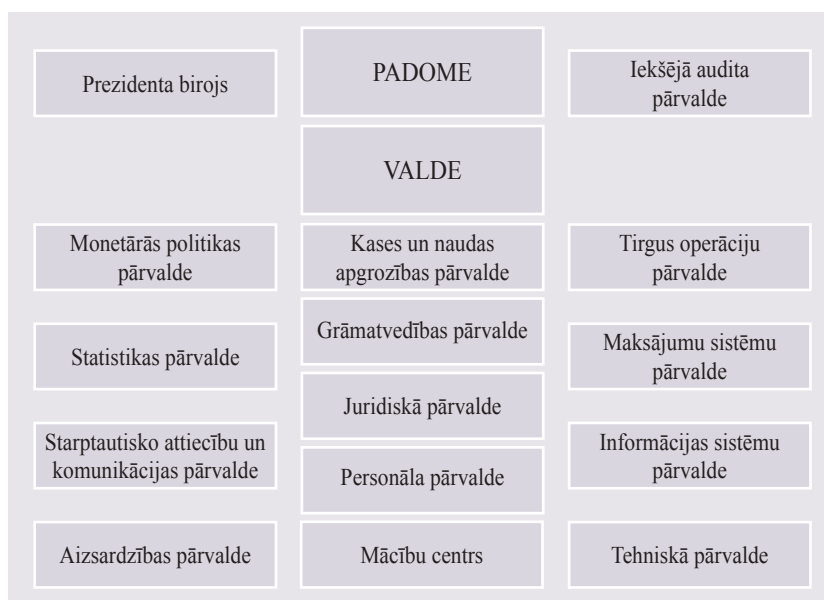 Prezidenta birojs
PADOME
Iekšējā audita
pārvalde
VALDE
Monetārās politikas
pārvalde
Kases un naudas
apgrozības pārvalde
Tirgus operāciju
pārvalde
Statistikas pārvalde
Grāmatvedības pārvalde
Maksājumu sistēmu
pārvalde
Juridiskā pārvalde
Starptautisko attiecību un
komunikācijas pārvalde
Personāla pārvalde
Informācijas sistēmu
pārvalde
Aizsardzības pārvalde
Mācību centrs
Tehniskā pārvalde